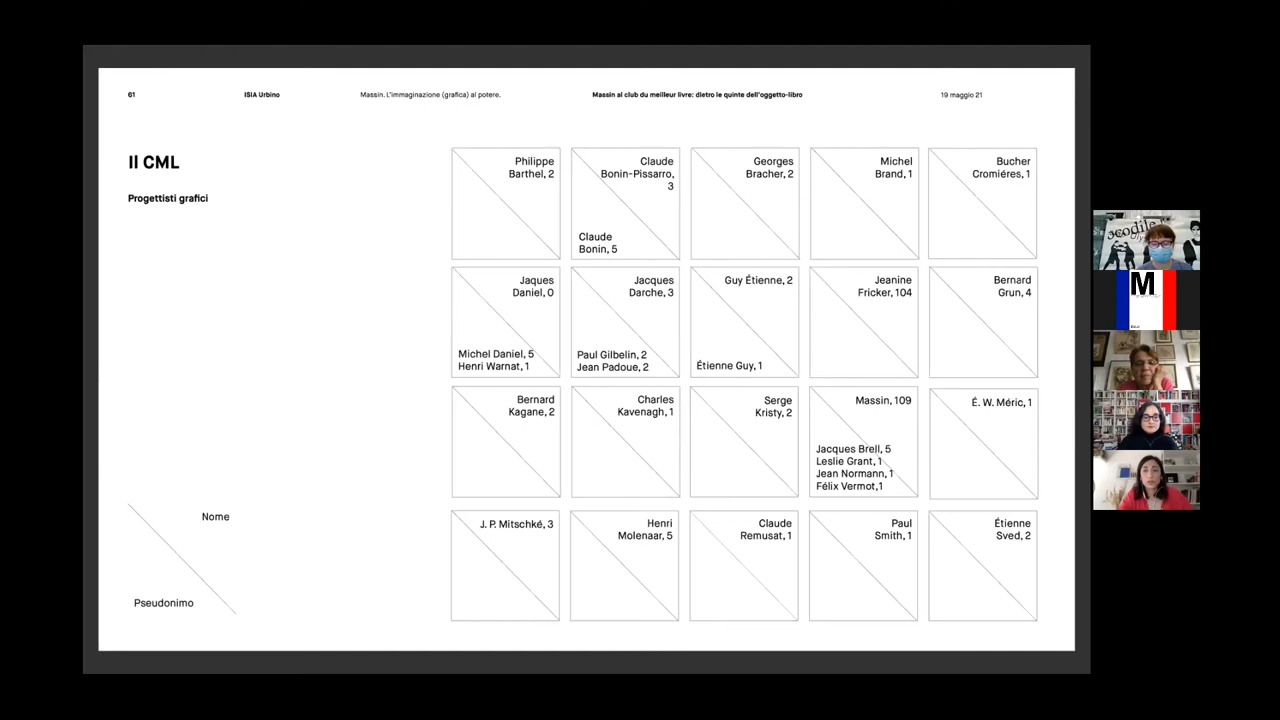 61
ISIA Urbino
Massin. L'immaginazione (grafica) al potere.
Massin al club du meilleur livre: dietro le quinte dell'oggetto-libro
19 maggio 21
Il CML
Progettisti grafici
Philippe
Barthel, 2
Claude
Bonin-Pissarro,
3
Claude
Bonin, 5
Georges
Bracher, 2
Michel
Brand, 1
Bucher
Cromiéres, 1
Jaques
Daniel, 0
Michel Daniel, 5
Henri Warnat, 1
Jacques
Darche, 3
Paul Gilbelin, 2
Jean Padoue, 2
Guy Étienne, 2
Étienne Guy, 1
Jeanine
Fricker, 104
Bernard
Grun, 4
Bernard
Kagane, 2
Charles
Kavenagh, 1
Serge
Kristy, 2
Massin, 109
Jacques Brell, 5
Leslie Grant, 1
Jean Normann, 1
Félix Vermot,1
É. W. Méric, 1
J. P. Mitschké, 3
Henri
Molenaar, 5
Claude
Remusat, 1
Paul
Smith, 1
Étienne
Sved, 2
Nome
Pseudonimo
M